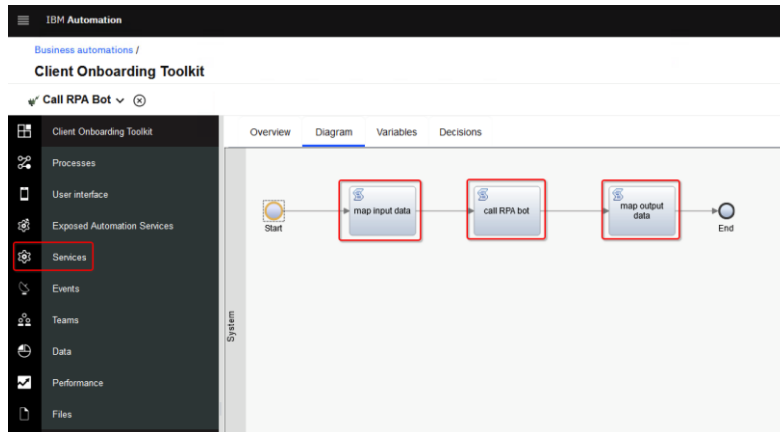 IBM Automation
Business automations /
Client Onboarding Toolkit
Call RPA Bot
Client Onboarding Toolkit
Overview
Diagram
Variables
Decisions
Processes
User interface
Exposed Automation Services
Services
Events
Teams
Data
Performance
Files
System
Start
map input data
call RPA bot
map output
data
End